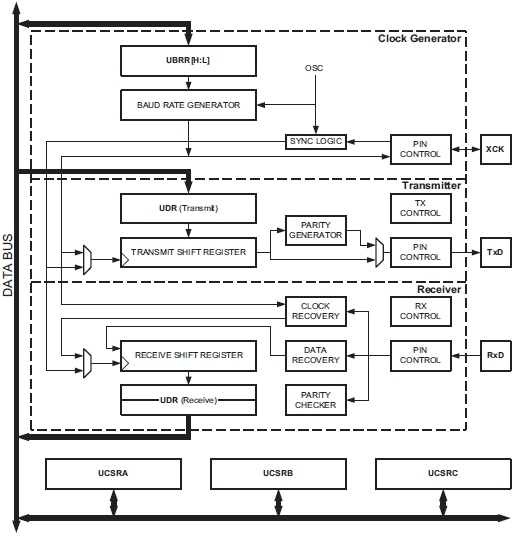 Clock Generator
UBRR[H:L]
OSC
BAUD RATE GENERATOR
SYNC LOGIC
PIN
CONTROL
XCK
Transmitter
UDR (Transmit)
TX
CONTROL
PARITY
GENERATOR
TRANSMIT SHIFT REGISTER
PIN
CONTROL
TxD
DATA BUS
Receiver
CLOCK
RECOVERY
RX
CONTROL
RECEIVE SHIFT REGISTER
DATA
RECOVERY
PIN
CONTROL
RxD
UDR (Receive)
PARITY
CHECKER
UCSRA
UCSRB
UCSRC